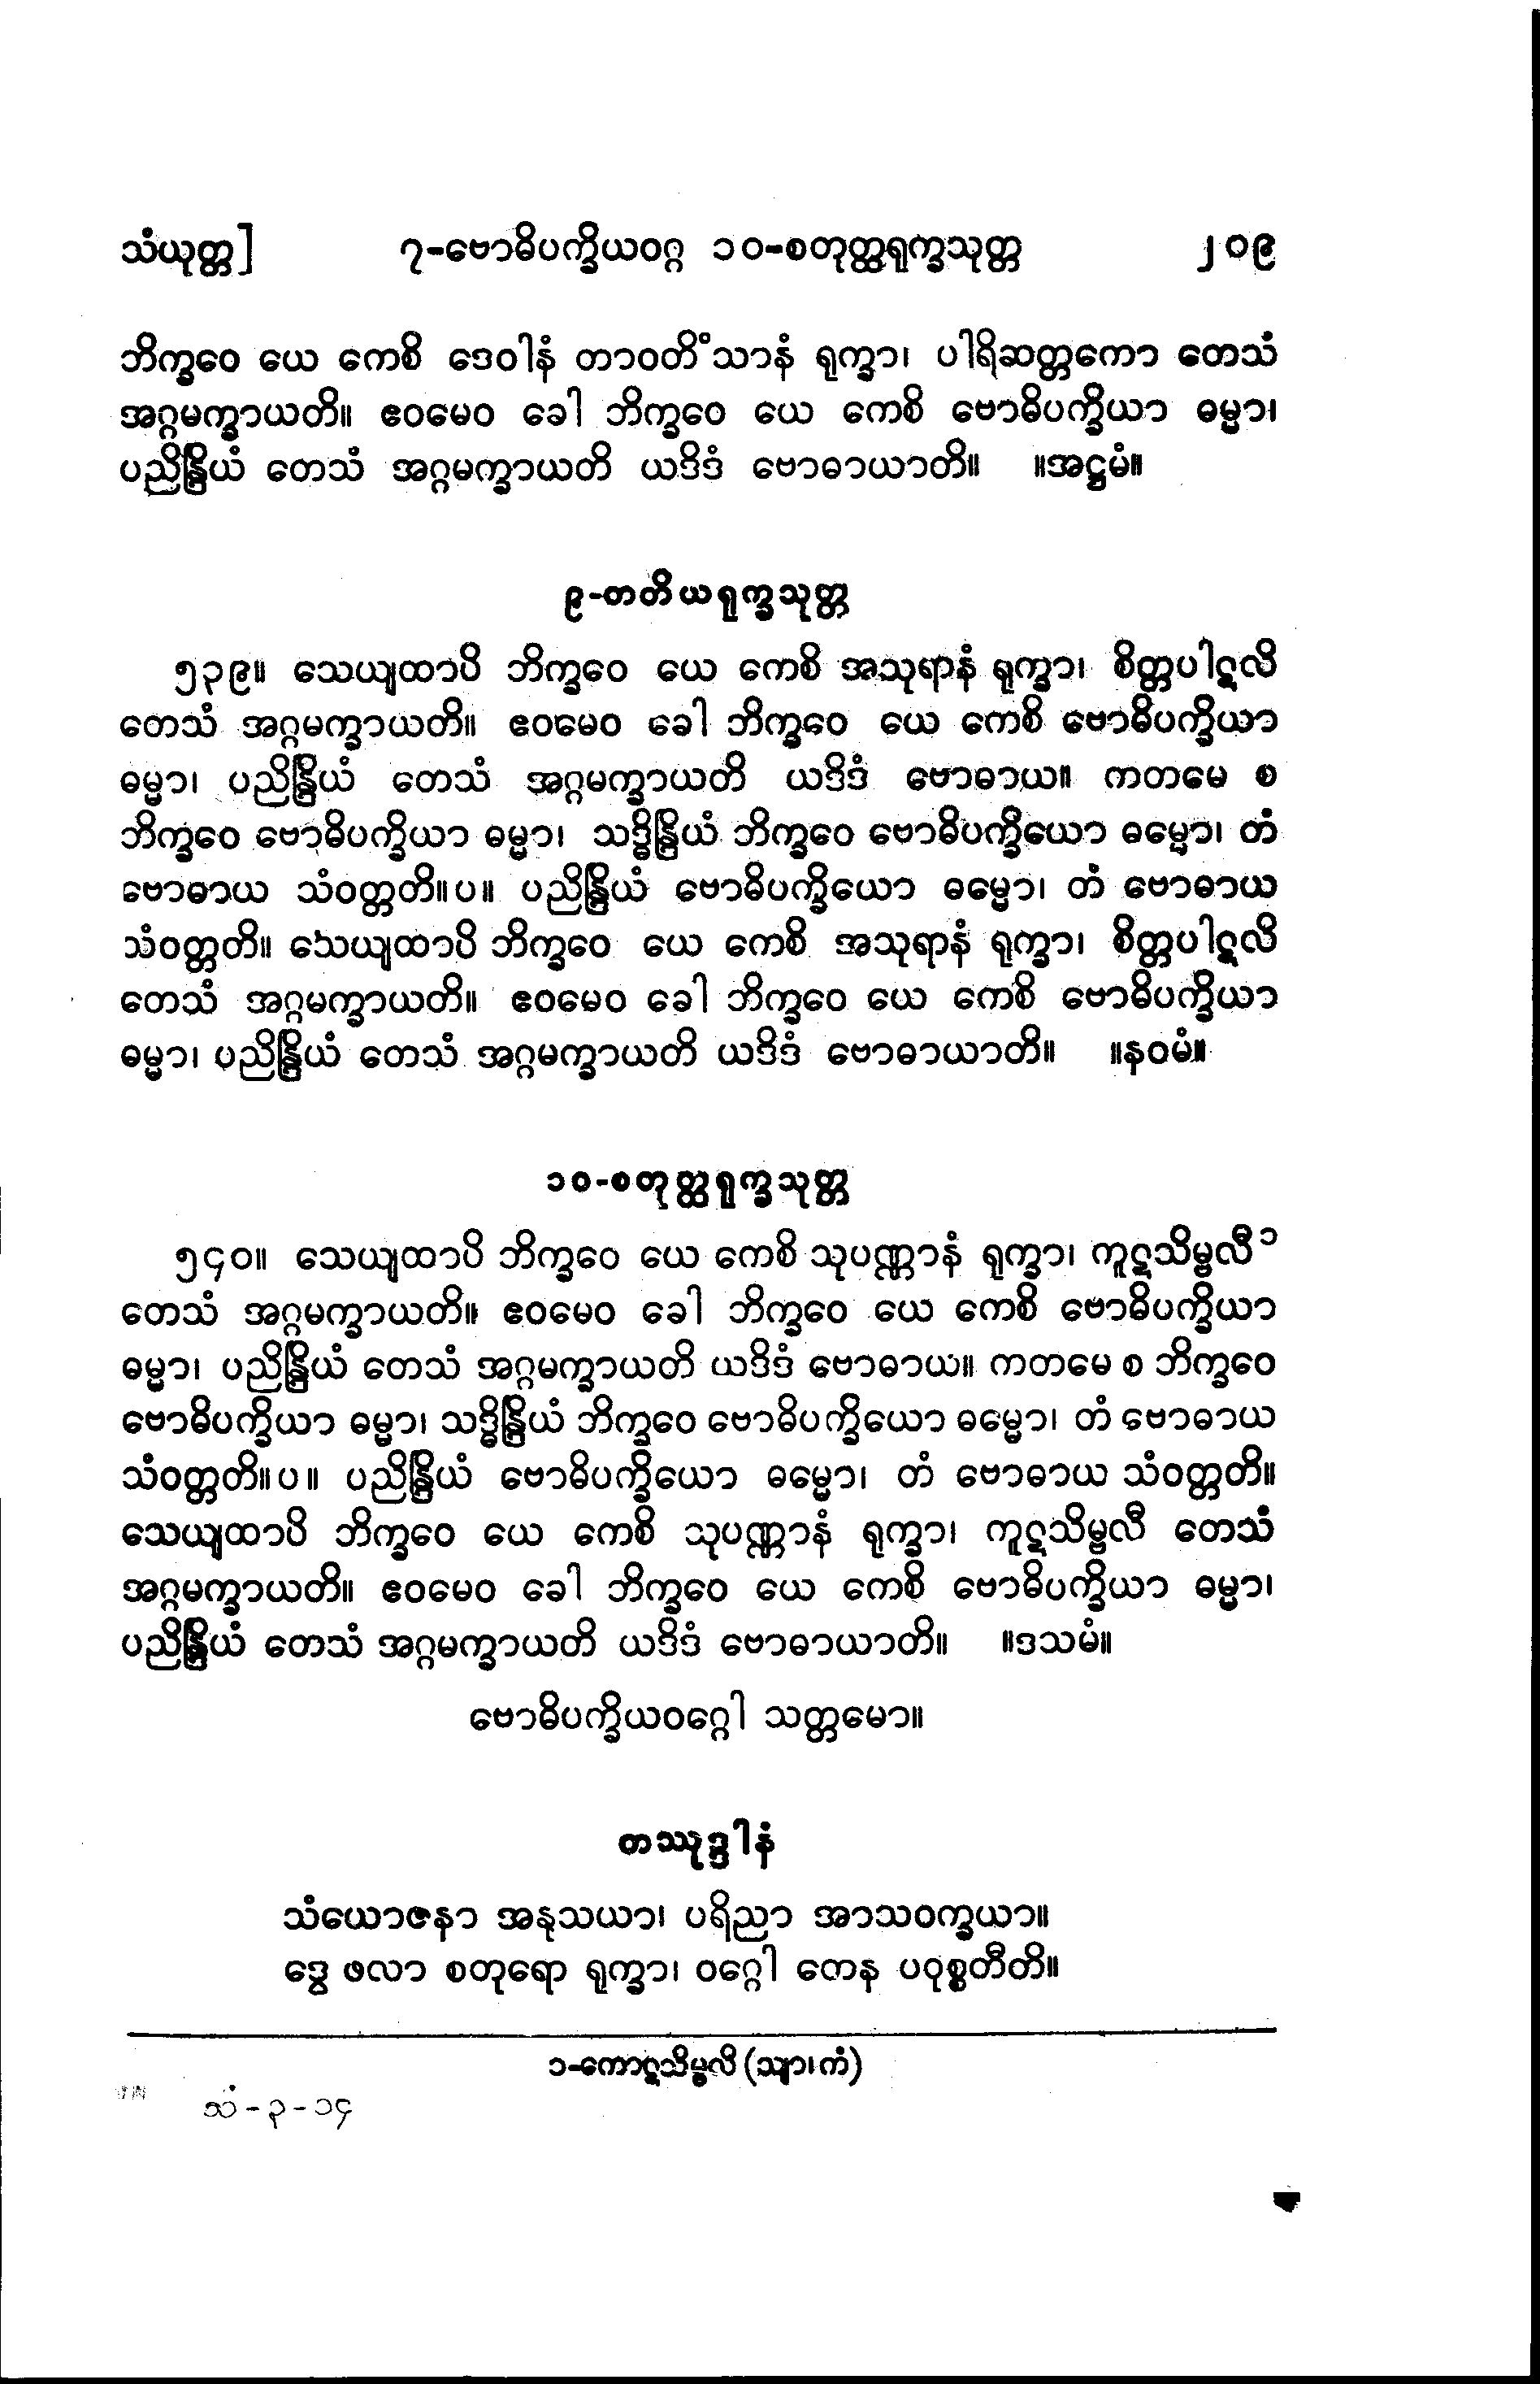 သံယုတ္တ] ၇-ဗောဓိပက္ခိယဝဂ္ဂ ၁၀-စတုတ္ထရုက္ခသုတ္တ ၂၀၉
ဘိက္ခဝေ ယေ ကေစိ ဒေဝါနံ တာဝတိံသာနံ ရုက္ခာ၊ ပါရိဆတ္တကော တေသံ
အဂ္ဂမက္ခာယတိ။ ဧဝမေဝ ခေါ ဘိက္ခဝေ ယေ ကေစိ ဗောဓိပက္ခိယာ ဓမ္မာ၊
ပညိန္ဒြိယံ တေသံ အဂ္ဂမက္ခာယတိ ယဒိဒံ ဗောဓာယာတိ။ ။အဋ္ဌမံ။
၉-တတိယရုက္ခသုတ္တ
၅၃၉။ သေယျထာပိ ဘိက္ခဝေ ယေ ကေစိ အသုရာနံ ရုက္ခာ၊ စိတ္တပါဋလိ
တေသံ အဂ္ဂမက္ခာယတိ။ ဧဝမေဝ ခေါ ဘိက္ခဝေ ယေ ကေစိ ဗောဓိပက္ခိယာ
ဓမ္မာ၊ ပညိန္ဒြိယံ တေသံ အဂ္ဂမက္ခာယတိ ယဒိဒံ ဗောဓာယ။ ကတမေ စ
ဘိက္ခဝေ ဗောဓိပက္ခိယာ ဓမ္မာ၊ သဒ္ဓိန္ဒြိယံ ဘိက္ခဝေ ဗောဓိပက္ခိယော ဓမ္မော၊ တံ
ဗောဓာယ သံဝတ္တတိ။ပ။ ပညိန္ဒြိယံ ဗောဓိပက္ခိယော ဓမ္မော၊ တံ ဗောဓာယ
သံဝတ္တတိ။ သေယျထာပိ ဘိက္ခဝေ ယေ ကေစိ အသုရာနံ ရုက္ခာ၊ စိတ္တပါဋလိ
တေသံ အဂ္ဂမက္ခာယတိ။ ဧဝမေဝ ခေါ ဘိက္ခဝေ ယေ ကေစိ ဗောဓိပက္ခိယာ
ဓမ္မာ၊ ပညိန္ဒြိယံ တေသံ အဂ္ဂမက္ခာယတိ ယဒိဒံ ဗောဓာယာတိ။ ။နဝမံ။
၁၀-စတုတ္ထရုက္ခသုတ္တ
၅၄၀။ သေယျထာပိ ဘိက္ခဝေ ယေ ကေစိ သုပဏ္ဏာနံ ရုက္ခာ၊ ကူဋသိမ္ဗလီ၁
တေသံ အဂ္ဂမက္ခာယတိ။ ဧဝမေဝ ခေါ ဘိက္ခဝေ ယေ ကေစိ ဗောဓိပက္ခိယာ
ဓမ္မာ၊ ပညိန္ဒြိယံ တေသံ အဂ္ဂမက္ခာယတိ ယဒိဒံ ဗောဓာယ။ ကတမေ စ ဘိက္ခဝေ
ဗောဓိပက္ခိယာ ဓမ္မာ၊ သဒ္ဓိန္ဒြိယံ ဘိက္ခဝေ ဗောဓိပက္ခိယော ဓမ္မော၊ တံ ဗောဓာယ
သံဝတ္တတိ။ပ။ ပညိန္ဒြိယံ ဗောဓိပက္ခိယော ဓမ္မော၊ တံ ဗောဓာယ သံဝတ္တတိ။
သေယျထာပိ ဘိက္ခဝေ ယေ ကေစိ သုပဏ္ဏာနံ ရုက္ခာ၊ ကူဋသိမ္ဗလီ တေသံ
အဂ္ဂမက္ခာယတိ။ ဧဝမေဝ ခေါ ဘိက္ခဝေ ယေ ကေစိ ဗောဓိပက္ခိယာ ဓမ္မာ၊
ပညိန္ဒြိယံ တေသံ အဂ္ဂမက္ခာယတိ ယဒိဒံ ဗောဓာယာတိ။ ။ဒသမံ။
ဗောဓိပက္ခိယဝဂ္ဂေါ သတ္တမော။
တဿုဒ္ဒါနံ
သံယောဇနာ အနုသယာ၊ ပရိညာ အာသဝက္ခယာ။
ဒွေ ဖလာ စတုရော ရုက္ခာ၊ ဝဂ္ဂေါ တေန ပဝုစ္စတီတိ။
၁-ကောဋသိမ္ဗလိ (သျာ၊ကံ)
သံ-၃-၁၄